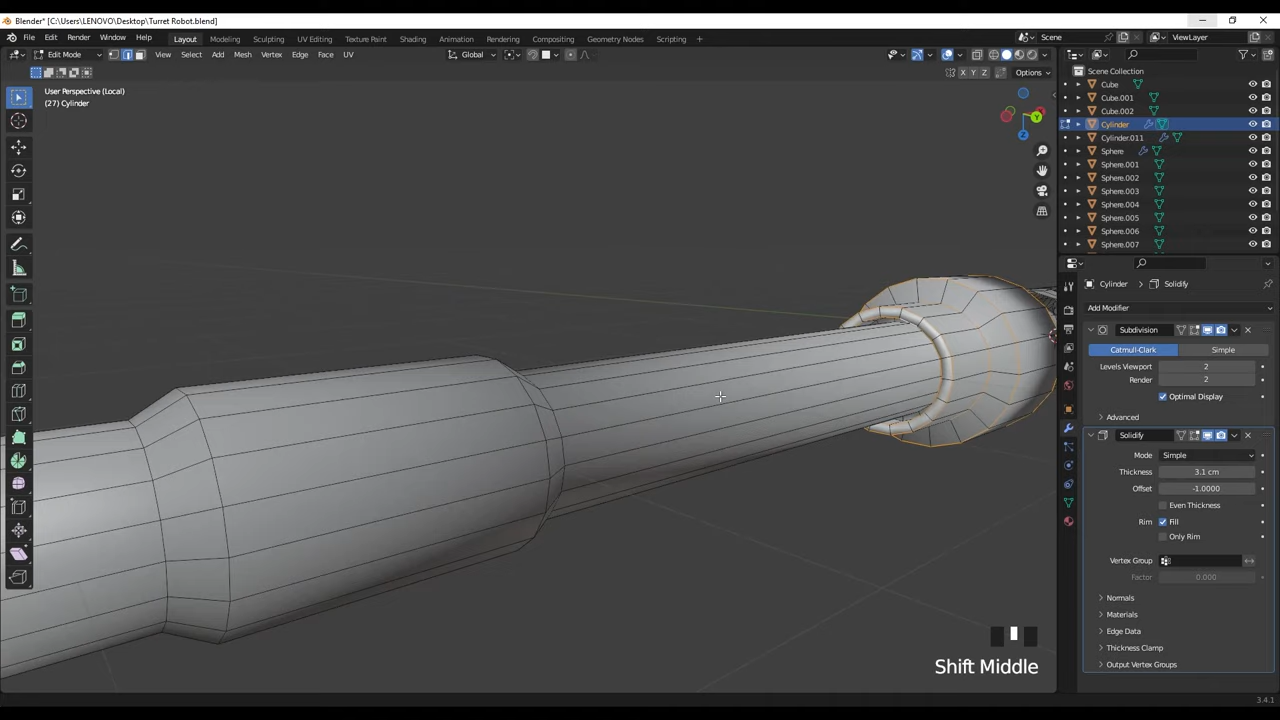 Blender* [C:\Users\LENOVO\Desktop\Turret Robot.blend]
File Edit Render Window Help Layout Modeling Sculpting UV Editing Texture Paint Shading Animation Rendering Compositing Geometry Nodes Scripting Scene ViewLayer
Edit Mode View Select Add Mesh Vertex Edge Face UV Global
X Y Z Options
User Perspective (Local)
(27) Cylinder
Y
Z
Scene Collection
Cube
Cube.001
Cube.002
Cylinder
Cylinder.011
Sphere
Sphere.001
Sphere.002
Sphere.003
Sphere.004
Sphere.005
Sphere.006
Sphere.007
Cylinder > Solidify
Add Modifier
Subdivision
Catmull-Clark Simple
Levels Viewport 2
Render 2
Optimal Display
Advanced
Solidify
Mode Simple
Thickness 3.1 cm
Offset -1.0000
Even Thickness
Rim Fill
Only Rim
Vertex Group
Factor 0.000
Normals
Materials
Edge Data
Thickness Clamp
Output Vertex Groups
Shift Middle
3.4.1